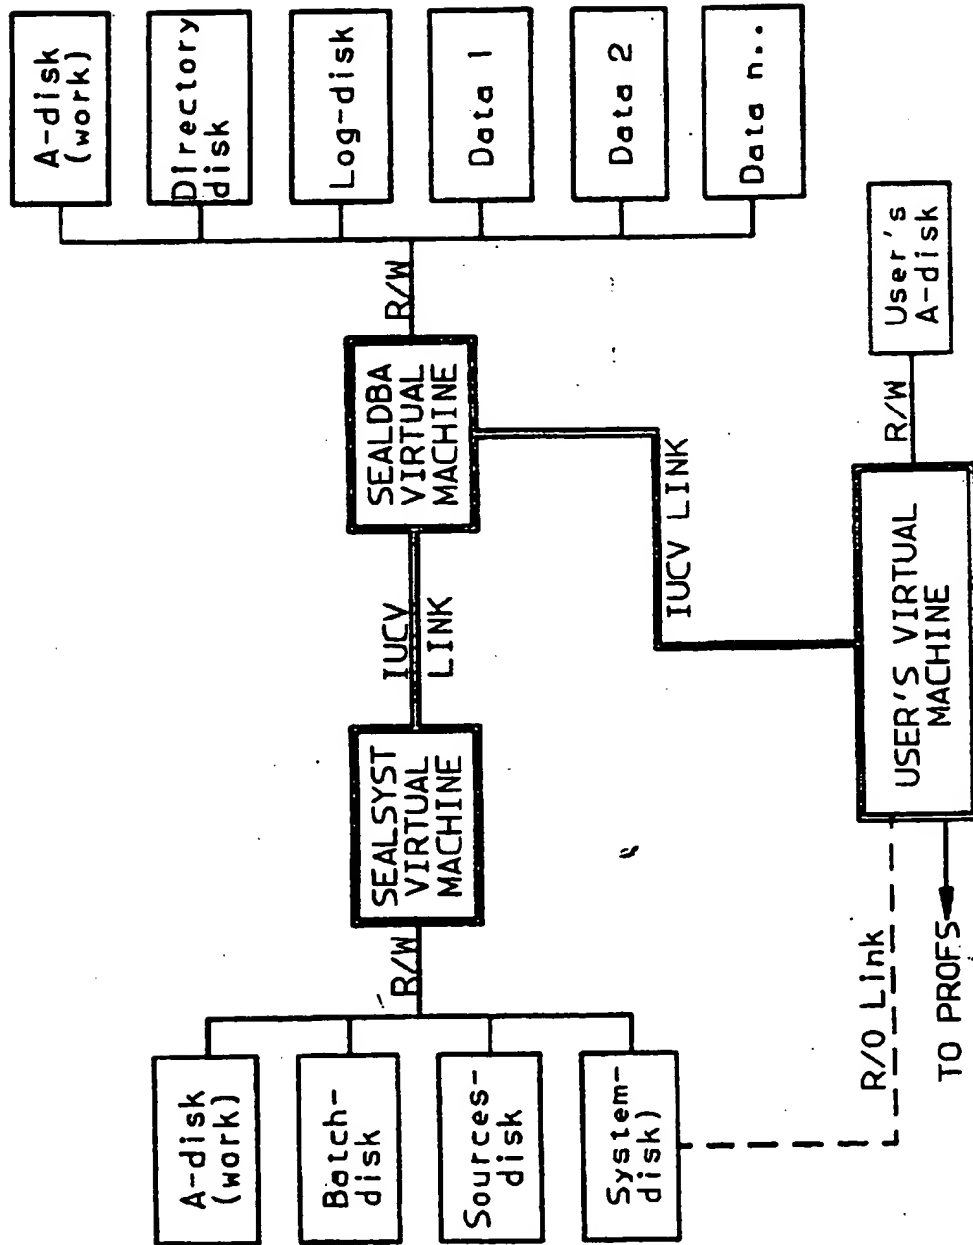 A-disk
(work)
Batch-
disk
Sources-
disk
System-
disk)
R/W
SEALSYST
VIRTUAL
MACHINE
IUCV
LINK
SEALDBA
VIRTUAL
MACHINE
R/W
A-disk
(work)
Directory
disk
Log-disk
Data 1
Data 2
Data n..
IUCV LINK
R/O Link
TO PROFS
USER'S VIRTUAL
MACHINE
R/W
User's
A-disk